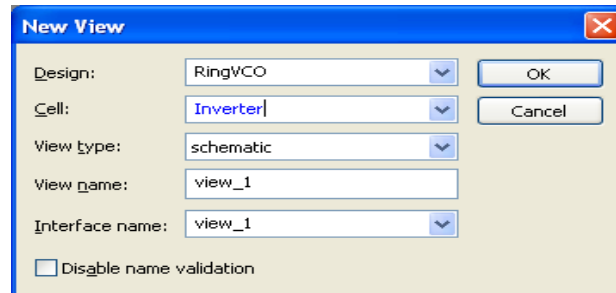 New View
Design: RingVCO OK
Cell: Inverter Cancel
View type: schematic
View name: view_1
Interface name: view_1
Disable name validation